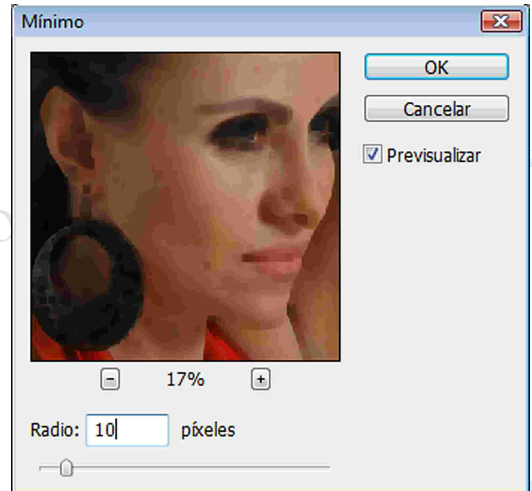 Mínimo
OK
Cancelar
Previsualizar
17%
Radio: 10 píxeles